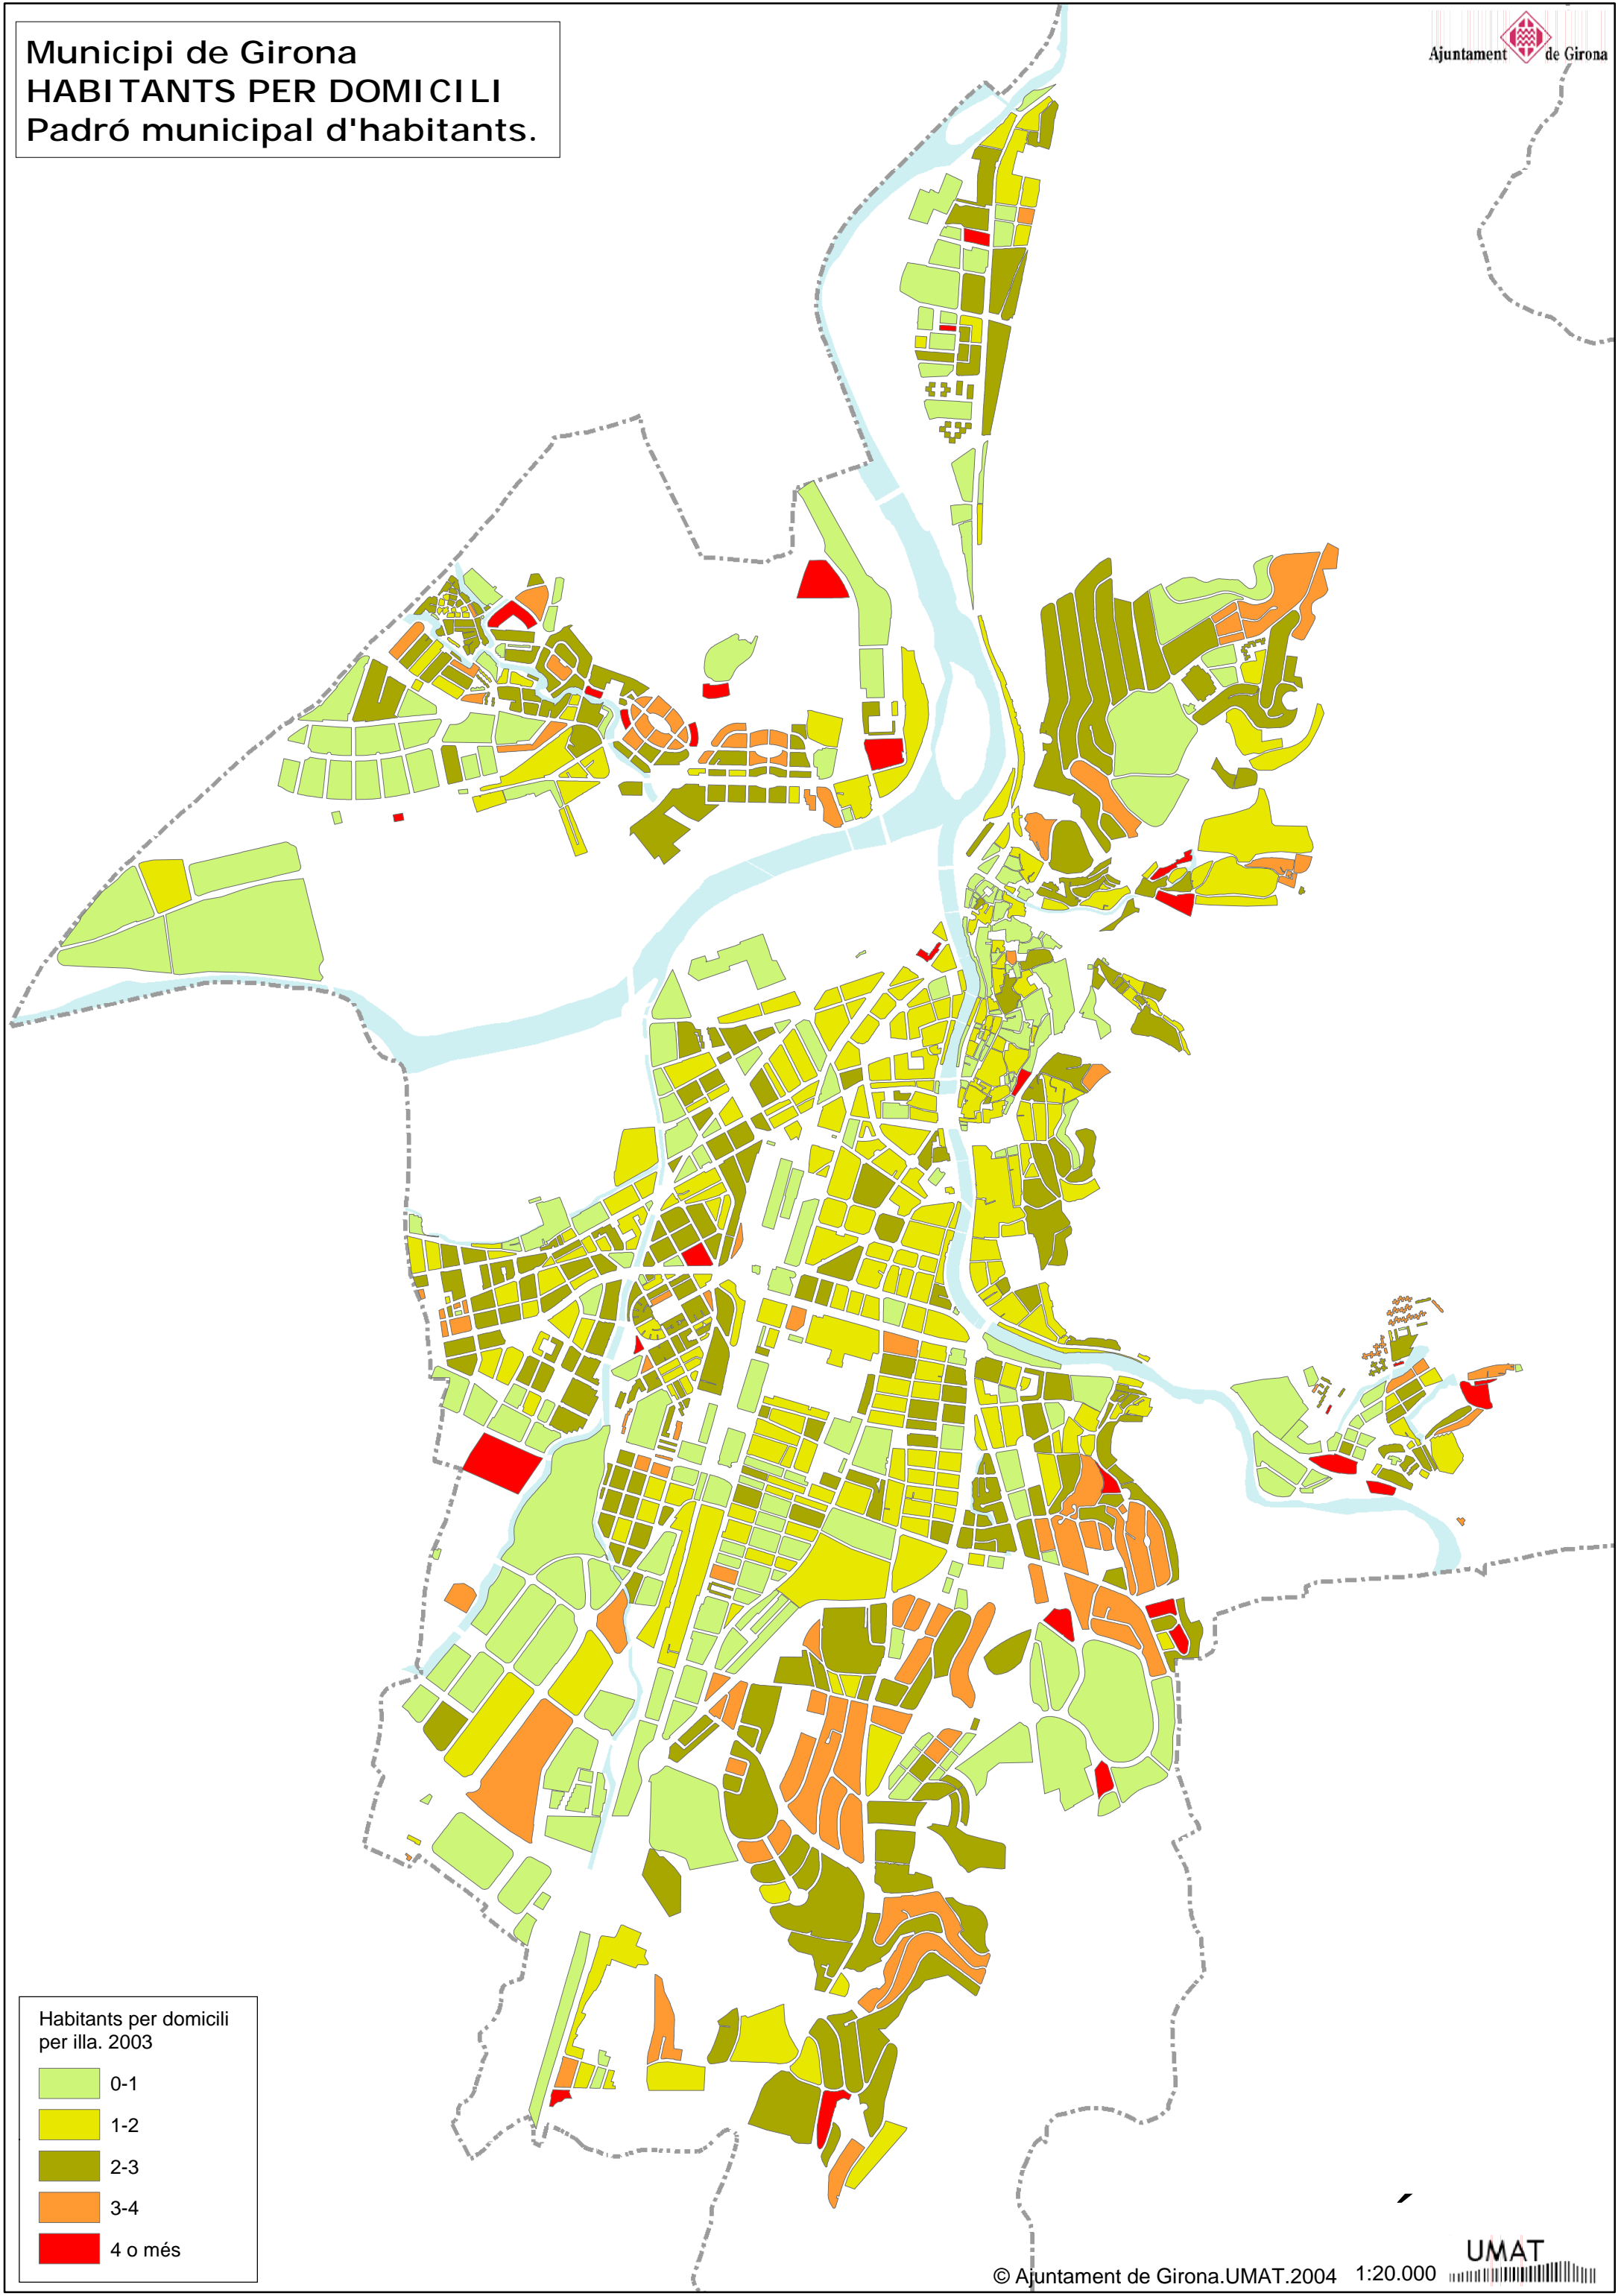 Municipi de Girona
HABITANTS PER DOMICILI
Padró municipal d'habitants.
Ajuntament de Girona
Habitants per domicili
per illa. 2003
0-1
1-2
2-3
3-4
4 o més
© Ajuntament de Girona.UMAT.2004 1:20.000
UMAT